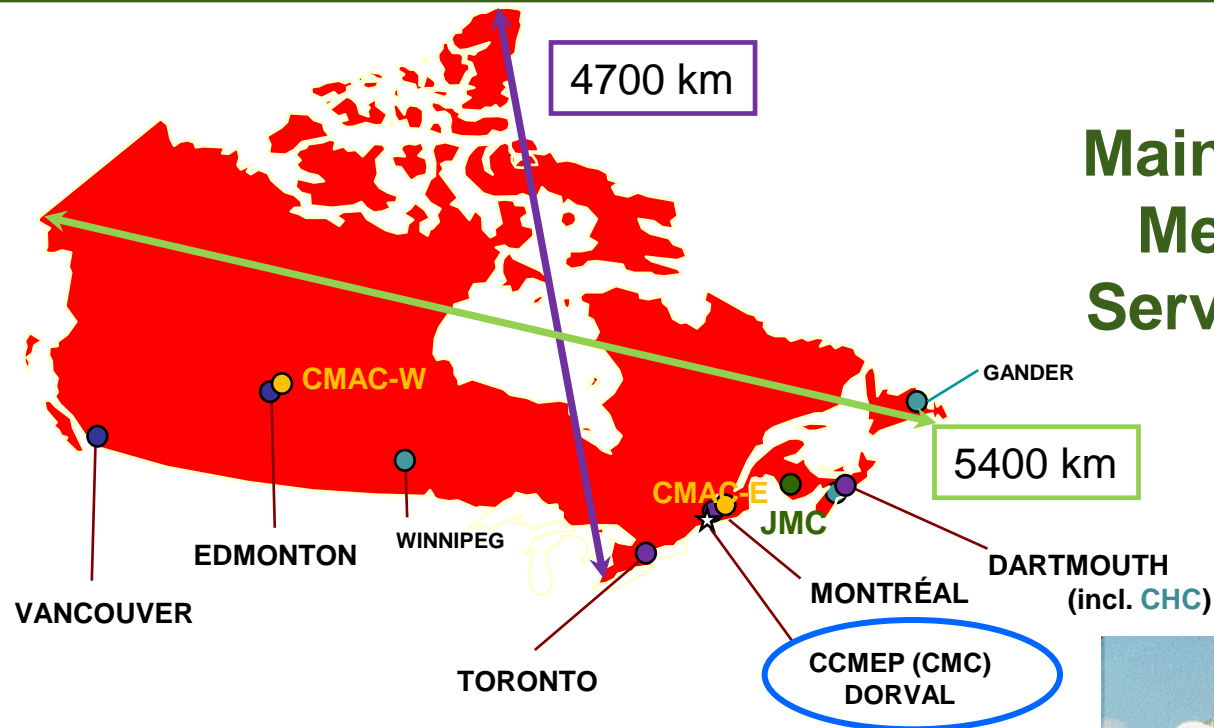 4700 km
Main
Me
Serv
CMAC-W
GANDER
5400 km
CMAC-E
JMC
EDMONTON
WINNIPEG
DARTMOUTH
(incl. CHC)
MONTRÉAL
VANCOUVER
TORONTO
CCMEP (CMC)
DORVAL